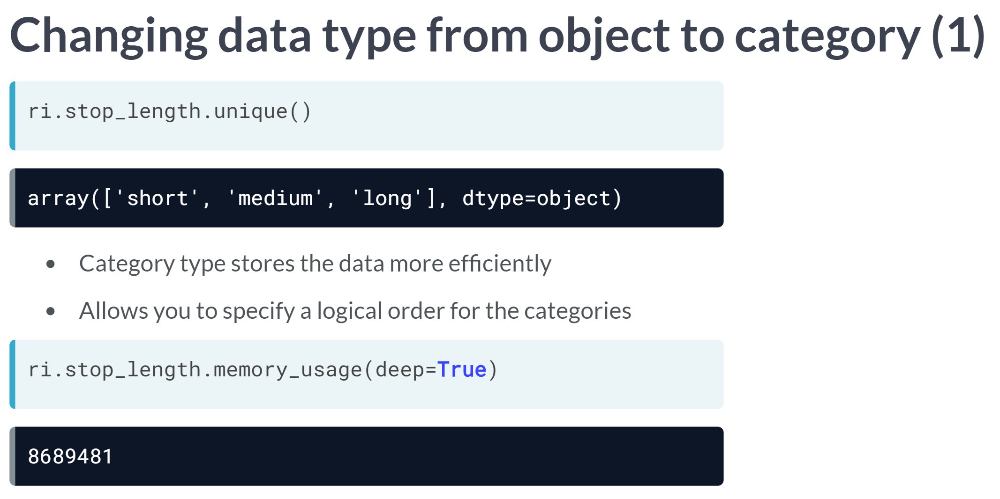 Changing data type from object to category (1)
ri.stop_length.unique()
array(['short', 'medium', 'long'], dtype=object)
• Category type stores the data more efficiently
• Allows you to specify a logical order for the categories
ri.stop_length.memory_usage(deep=True)
8689481